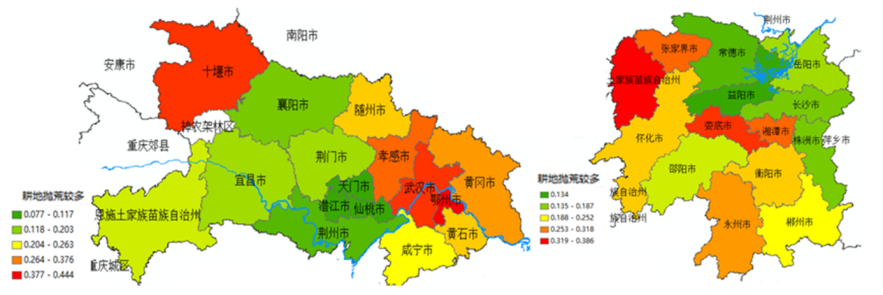 南阳市
安康市
十堰市
襄阳市
随州市
神农架林区
重庆郊县
荆门市
孝感市
宜昌市
天门市
武汉市
黄冈市
鄂州市
潜江市
仙桃市
恩施土家族苗族自治州
荆州市
黄石市
咸宁市
重庆城区
耕地抛荒较多
0.077 - 0.117
0.118 - 0.203
0.204 - 0.263
0.264 - 0.376
0.377 - 0.444
荆州市
张家界市
常德市
岳阳市
家族苗族自治州
益阳市
长沙市
娄底市
湘潭市
怀化市
株洲市
萍乡市
邵阳市
衡阳市
族自治州
族自治州
永州市
郴州市
耕地抛荒较多
0.134
0.135 - 0.187
0.188 - 0.252
0.253 - 0.318
0.319 - 0.386